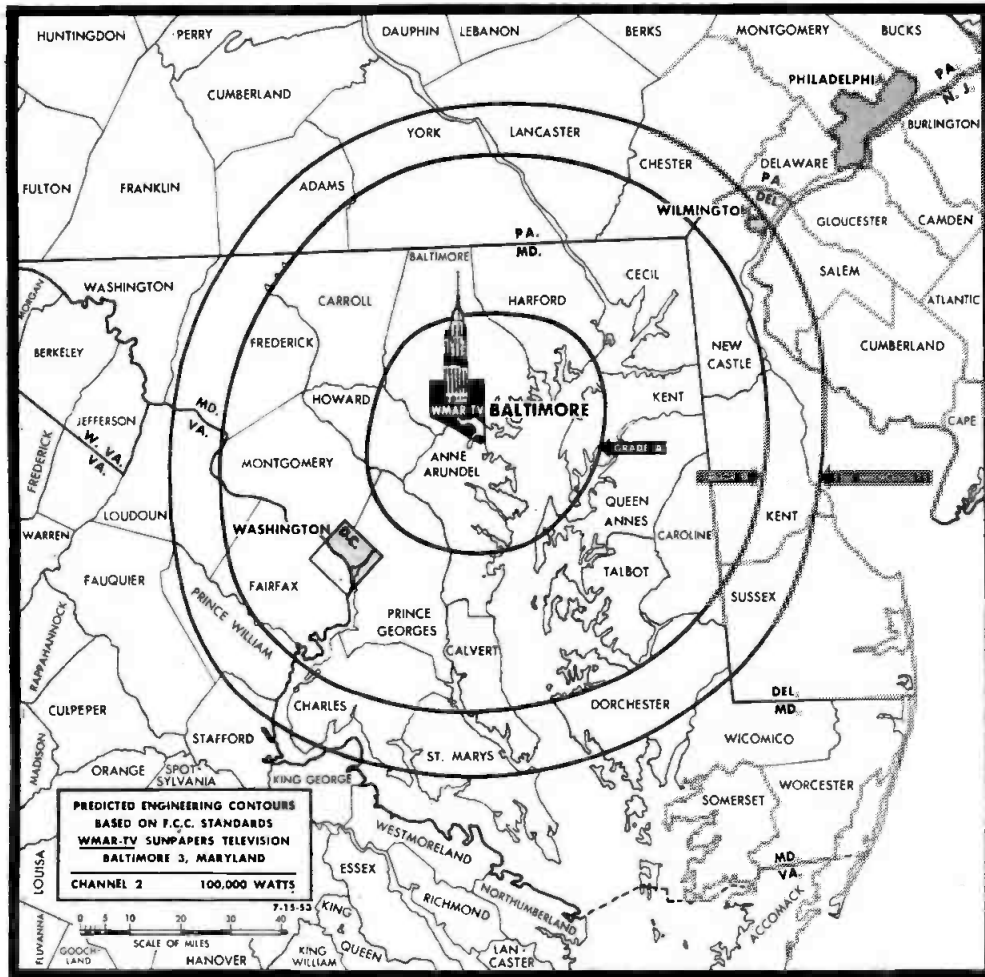 HUNTINGDON
PERRY
DAUPHIN
LEBANON
BERKS
MONTGOMERY
BUCKS
PHILADELPHIA
PA.
N. J.
CUMBERLAND
BURLINGTON
YORK
LANCASTER
CHESTER
DELAWARE
FULTON
FRANKLIN
ADAMS
PA.
DEL.
WILMINGTON
GLOUCESTER
CAMDEN
PA.
MD.
BALTIMORE
CECIL
SALEM
MORGAN
WASHINGTON
CARROLL
HARFORD
ATLANTIC
BERKELEY
FREDERICK
NEW
CASTLE
CUMBERLAND
JEFFERSON
MD.
VA.
HOWARD
WMAR-TV
BALTIMORE
KENT
CAPE
FREDERICK
W. VA.
VA.
MONTGOMERY
ANNE
ARUNDEL
GRADE A
WARREN
LOUDOUN
WASHINGTON
D.C.
QUEEN
ANNES
CAROLINE
KENT
FAUQUIER
FAIRFAX
TALBOT
SUSSEX
RAPPAHANNOCK
PRINCE WILLIAM
PRINCE
GEORGES
CALVERT
CULPEPER
CHARLES
DORCHESTER
DEL.
MD.
MADISON
STAFFORD
ST. MARYS
WICOMICO
ORANGE
SPOT-
SYLVANIA
KING GEORGE
SOMERSET
WORCESTER
PREDICTED ENGINEERING CONTOURS
BASED ON F.C.C. STANDARDS
WMAR-TV SUNPAPERS TELEVISION
BALTIMORE 3, MARYLAND
CHANNEL 2 100,000 WATTS
7-15-53
WESTMORELAND
MD.
VA.
LOUISA
ESSEX
RICHMOND
NORTHUMBERLAND
ACCOMACK
0 5 10 20 30 40
SCALE OF MILES
FLUVANNA
GOOCH-
LAND
HANOVER
KING
&
QUEEN
KING
WILLIAM
LAN-
CASTER